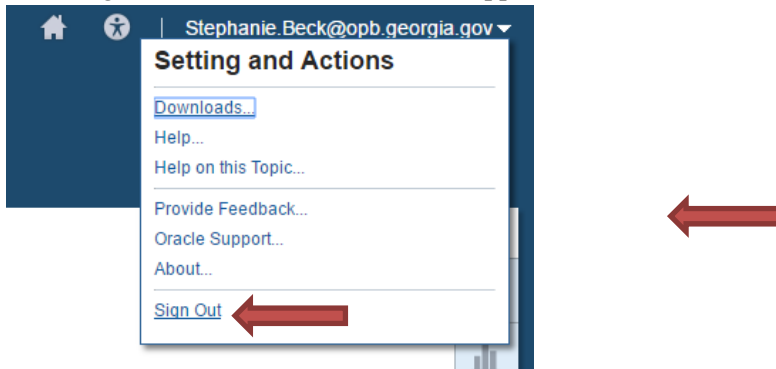 Stephanie.Beck@opb.georgia.gov
Setting and Actions
Downloads...
Help...
Help on this Topic...
Provide Feedback...
Oracle Support...
About...
Sign Out